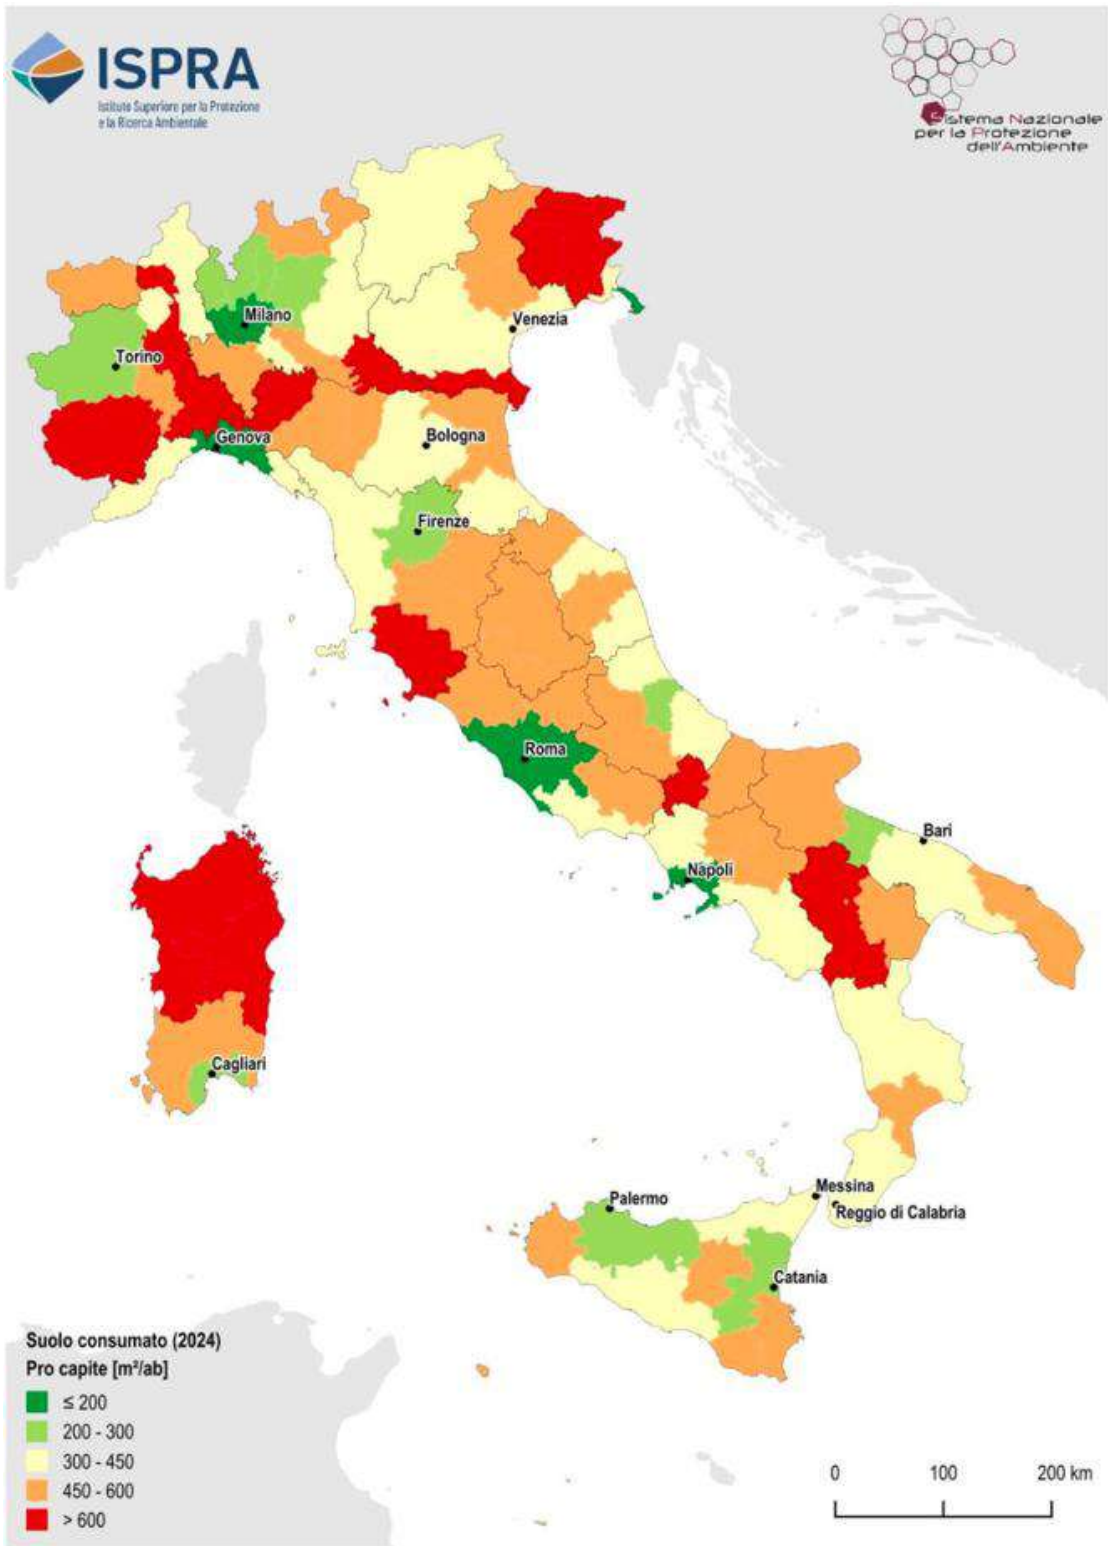 ISPRA
Istituto Superiore per la Protezione
e la Ricerca Ambientale
Sistema Nazionale
per la Protezione
dell'Ambiente
Milano
Venezia
Torino
Genova
Bologna
Firenze
Roma
Bari
Napoli
Cagliari
Messina
Palermo
Reggio di Calabria
Catania
Suolo consumato (2024)
Pro capite [m²/ab]
≤ 200
200 - 300
300 - 450
450 - 600
> 600
0 100 200 km